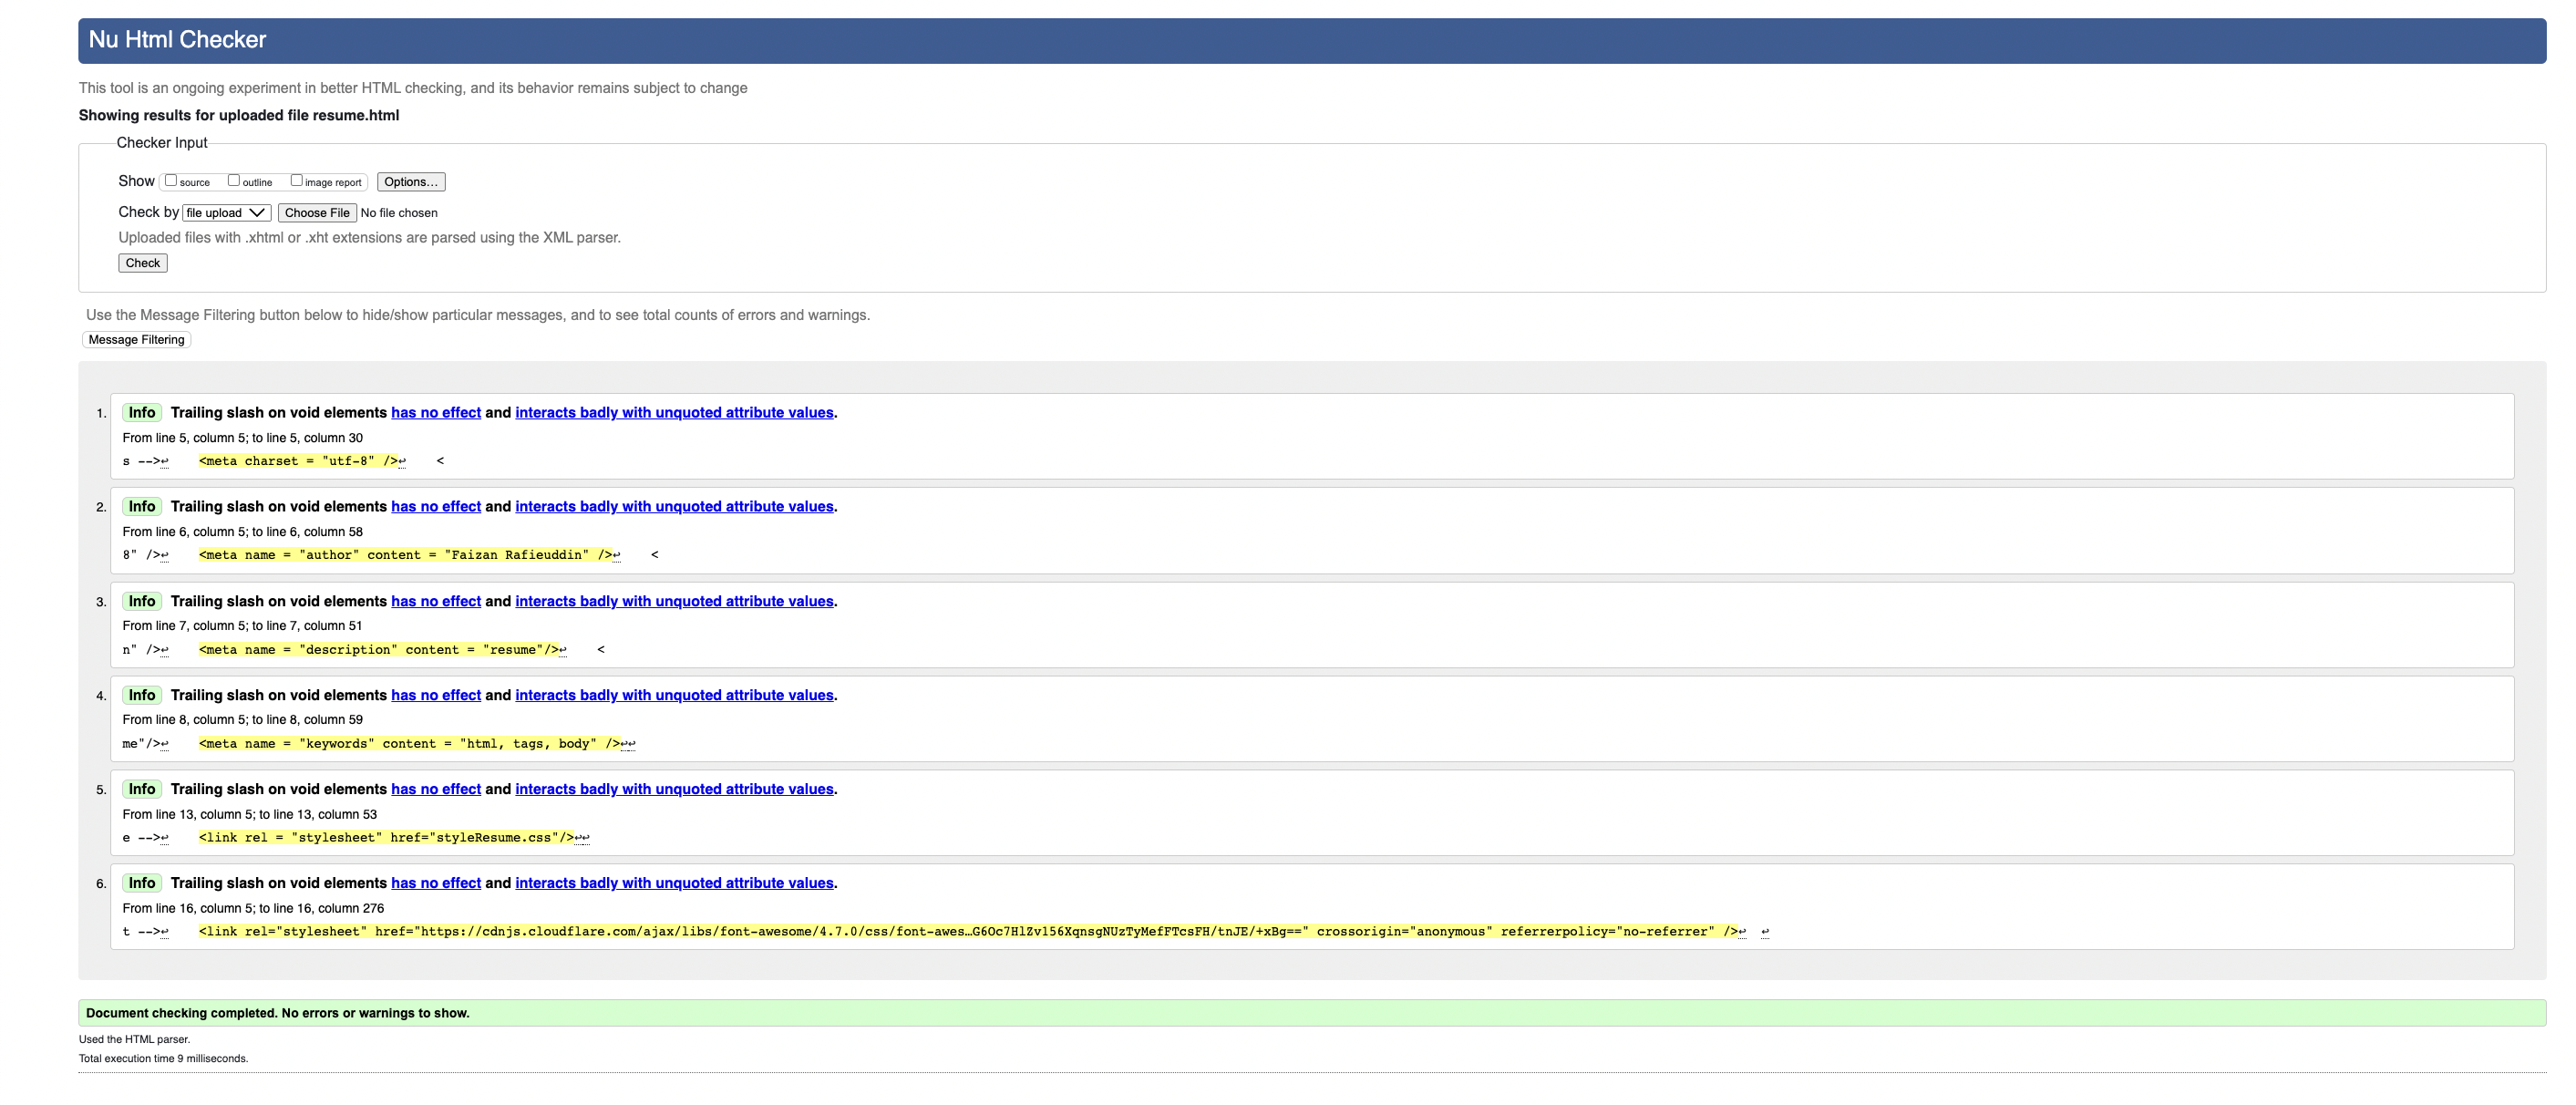 Nu Html Checker
This tool is an ongoing experiment in better HTML checking, and its behavior remains subject to change
Showing results for uploaded file resume.html
Checker Input
Show source outline image report Options...
Check by file upload Choose File No file chosen
Uploaded files with .xhtml or .xht extensions are parsed using the XML parser.
Check
Use the Message Filtering button below to hide/show particular messages, and to see total counts of errors and warnings.
Message Filtering
1. Info Trailing slash on void elements has no effect and interacts badly with unquoted attribute values.
From line 5, column 5; to line 5, column 30
s -->↩ <meta charset = "utf-8" />↩ <
2. Info Trailing slash on void elements has no effect and interacts badly with unquoted attribute values.
From line 6, column 5; to line 6, column 58
8" />↩ <meta name = "author" content = "Faizan Rafieuddin" />↩ <
3. Info Trailing slash on void elements has no effect and interacts badly with unquoted attribute values.
From line 7, column 5; to line 7, column 51
n" />↩ <meta name = "description" content = "resume"/>↩ <
4. Info Trailing slash on void elements has no effect and interacts badly with unquoted attribute values.
From line 8, column 5; to line 8, column 59
me"/>↩ <meta name = "keywords" content = "html, tags, body" />↩↩
5. Info Trailing slash on void elements has no effect and interacts badly with unquoted attribute values.
From line 13, column 5; to line 13, column 53
e -->↩ <link rel = "stylesheet" href="styleResume.css"/>↩↩
6. Info Trailing slash on void elements has no effect and interacts badly with unquoted attribute values.
From line 16, column 5; to line 16, column 276
t -->↩ <link rel="stylesheet" href="https://cdnjs.cloudflare.com/ajax/libs/font-awesome/4.7.0/css/font-awes…G6Oc7HlZv156XqnsgNUzTyMefFTcsFH/tnJE/+xBg==" crossorigin="anonymous" referrerpolicy="no-referrer" />↩ ↩
Document checking completed. No errors or warnings to show.
Used the HTML parser.
Total execution time 9 milliseconds.